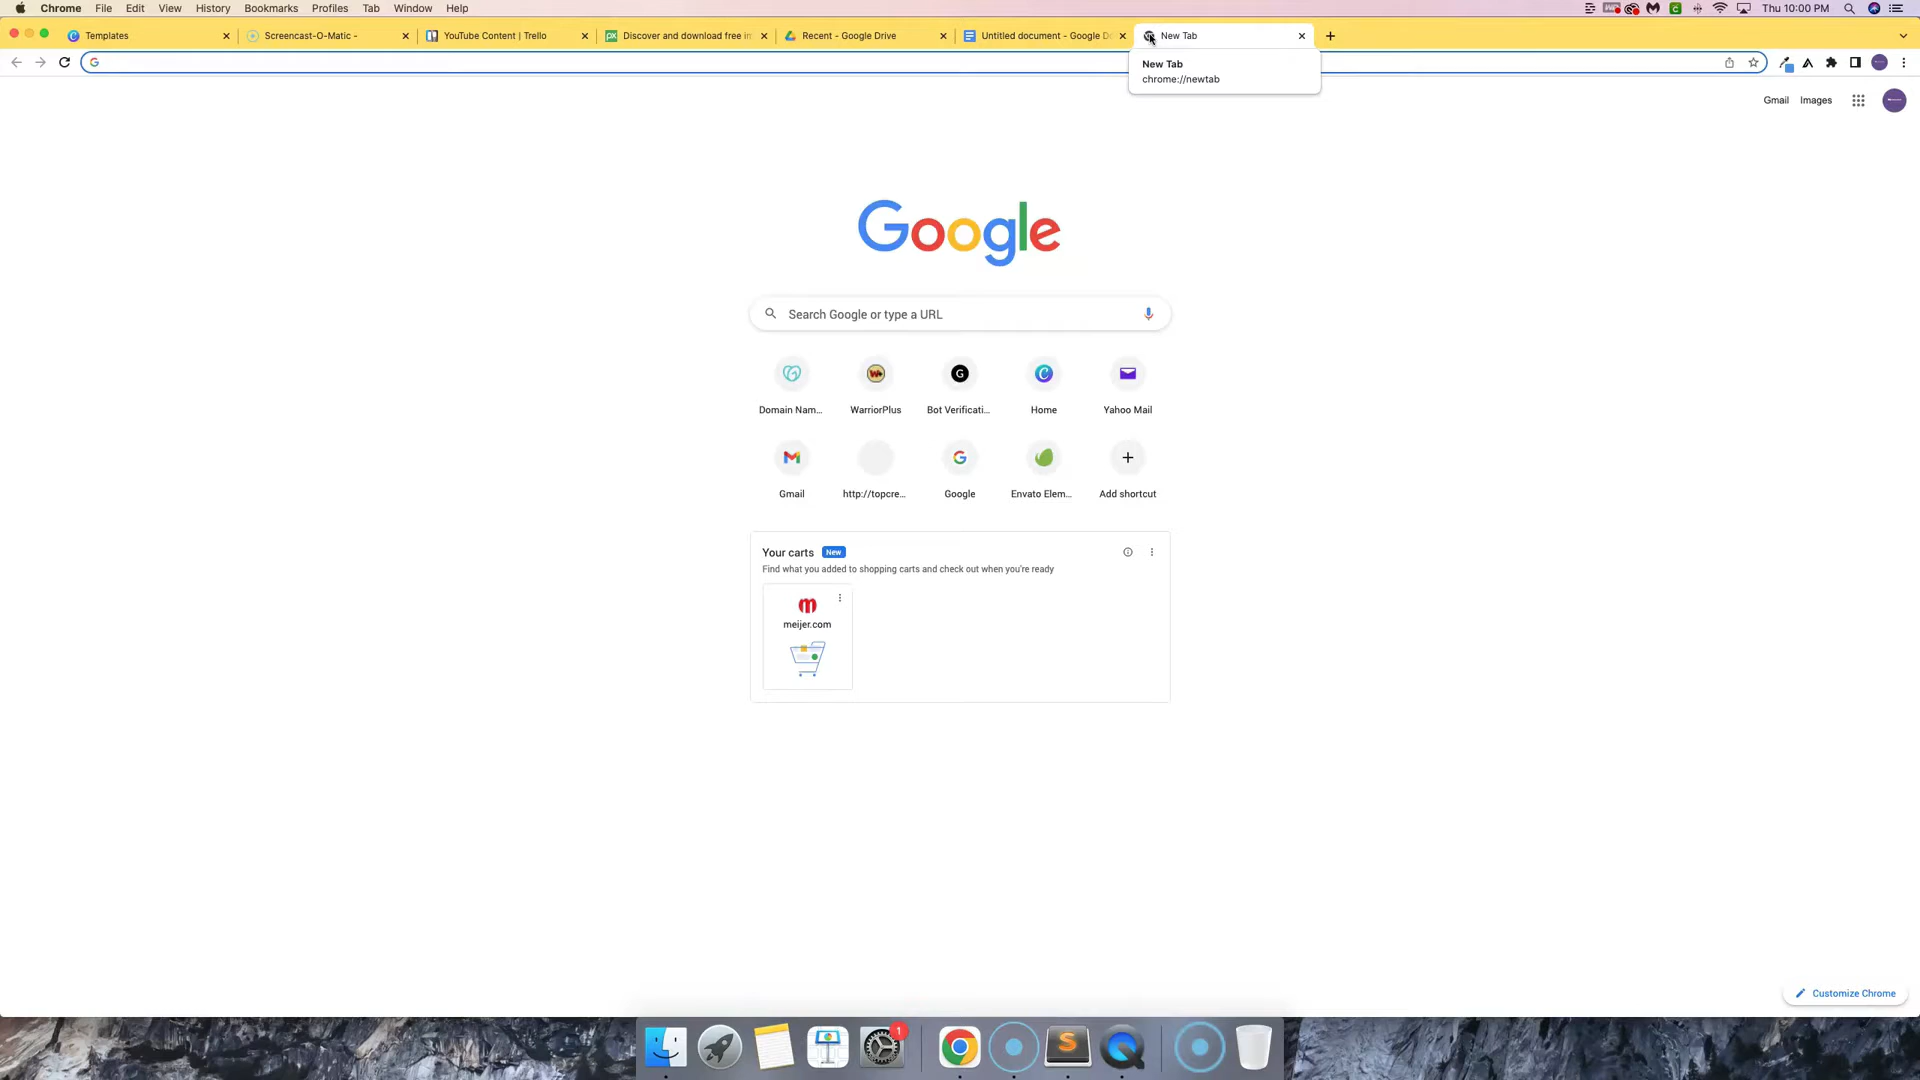 Chrome File Edit View History Bookmarks Profiles Tab Window Help Thu 10:00 PM
Templates Screencast-O-Matic - YouTube Content | Trello Discover and download free im Recent - Google Drive Untitled document - Google Do New Tab
New Tab
chrome://newtab
Gmail Images
Google
Search Google or type a URL
Domain Nam... WarriorPlus Bot Verificati... Home Yahoo Mail
Gmail http://topcre... Google Envato Elem... Add shortcut
Your carts New
Find what you added to shopping carts and check out when you're ready
meijer.com
Customize Chrome
1